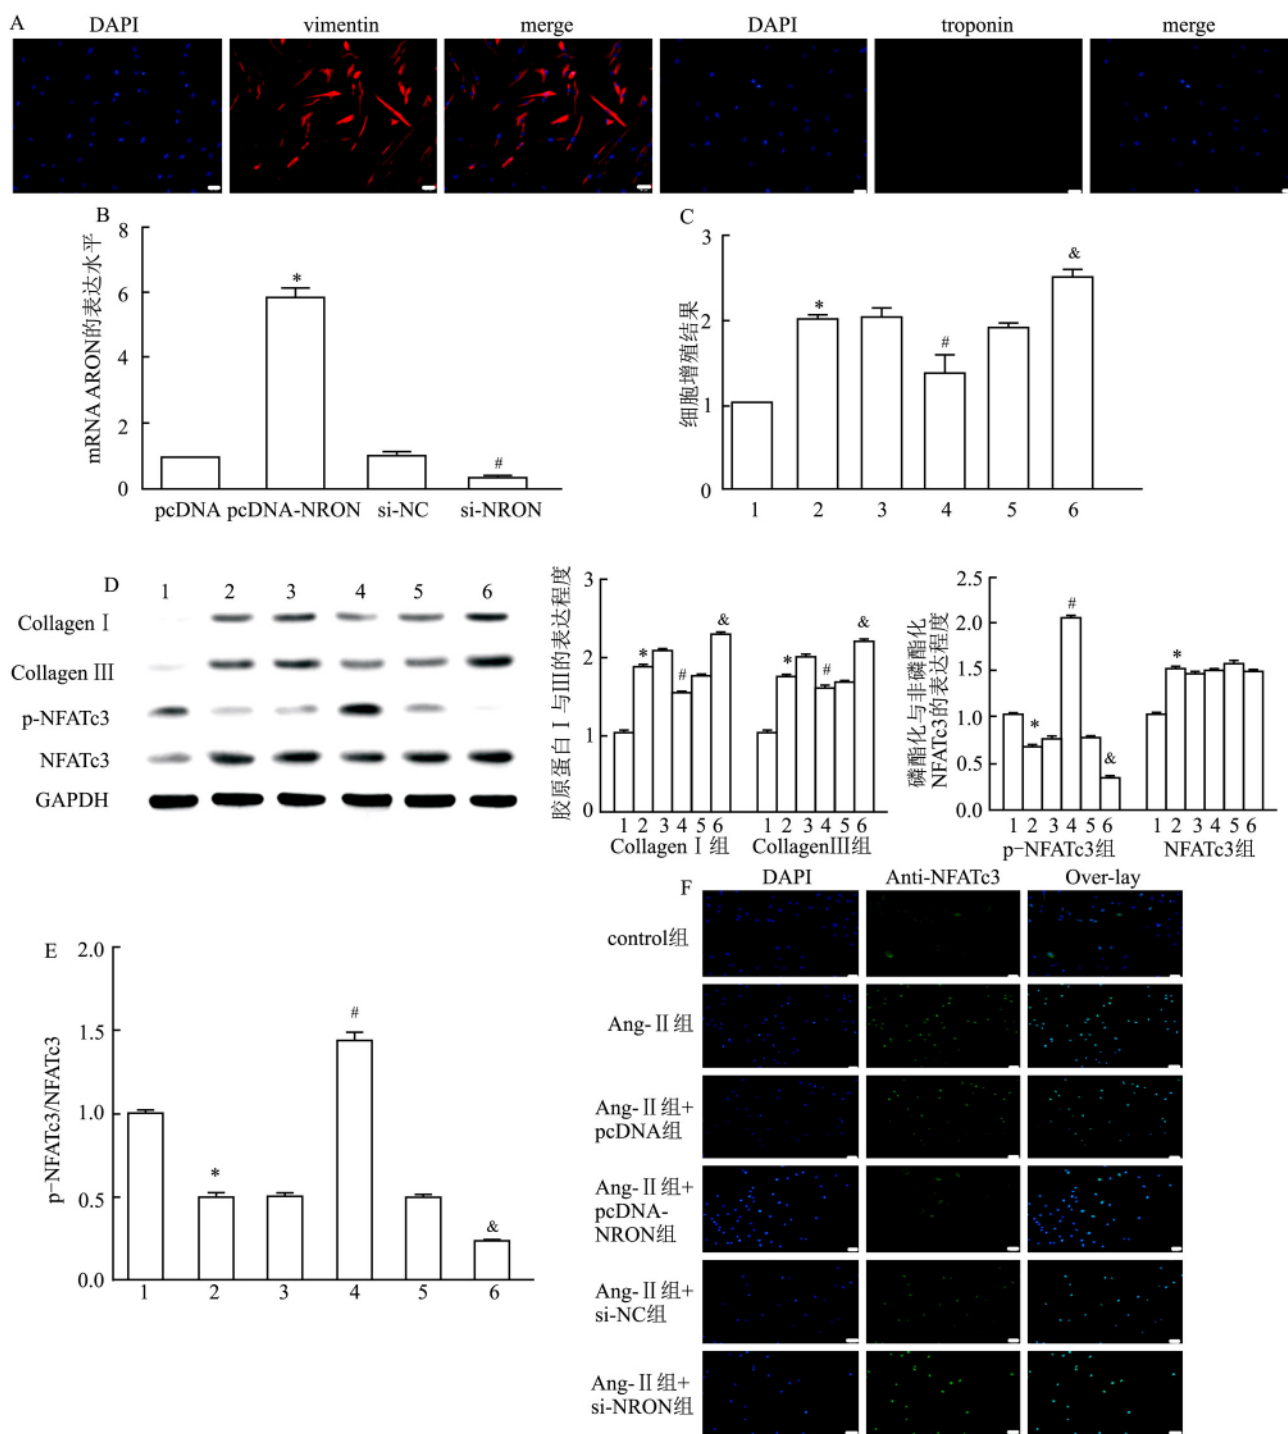 A
DAPI vimentin merge DAPI troponin merge
B
mRNA ARON的表达水平
8
6
4
2
0
*
#
pcDNA pcDNA-NRON si-NC si-NRON
C
细胞增殖结果
3
2
1
0
*
#
&
1 2 3 4 5 6
D
1 2 3 4 5 6
Collagen Ⅰ
Collagen Ⅲ
p-NFATc3
NFATc3
GAPDH
胶原蛋白Ⅰ与Ⅲ的表达程度
3
2
1
0
* # & * # &
1 2 3 4 5 6 1 2 3 4 5 6
Collagen Ⅰ组 CollagenⅢ组
磷酯化与非磷酯化
NFATc3的表达程度
2.5
2.0
1.5
1.0
0.5
0.0
* # & *
1 2 3 4 5 6 1 2 3 4 5 6
p-NFATc3组 NFATc3组
E
p-NFATc3/NFATc3
2.0
1.5
1.0
0.5
0.0
*
#
&
1 2 3 4 5 6
F
DAPI Anti-NFATc3 Over-lay
control组
Ang-Ⅱ组
Ang-Ⅱ组+
pcDNA组
Ang-Ⅱ组+
pcDNA-
NRON组
Ang-Ⅱ组+
si-NC组
Ang-Ⅱ组+
si-NRON组